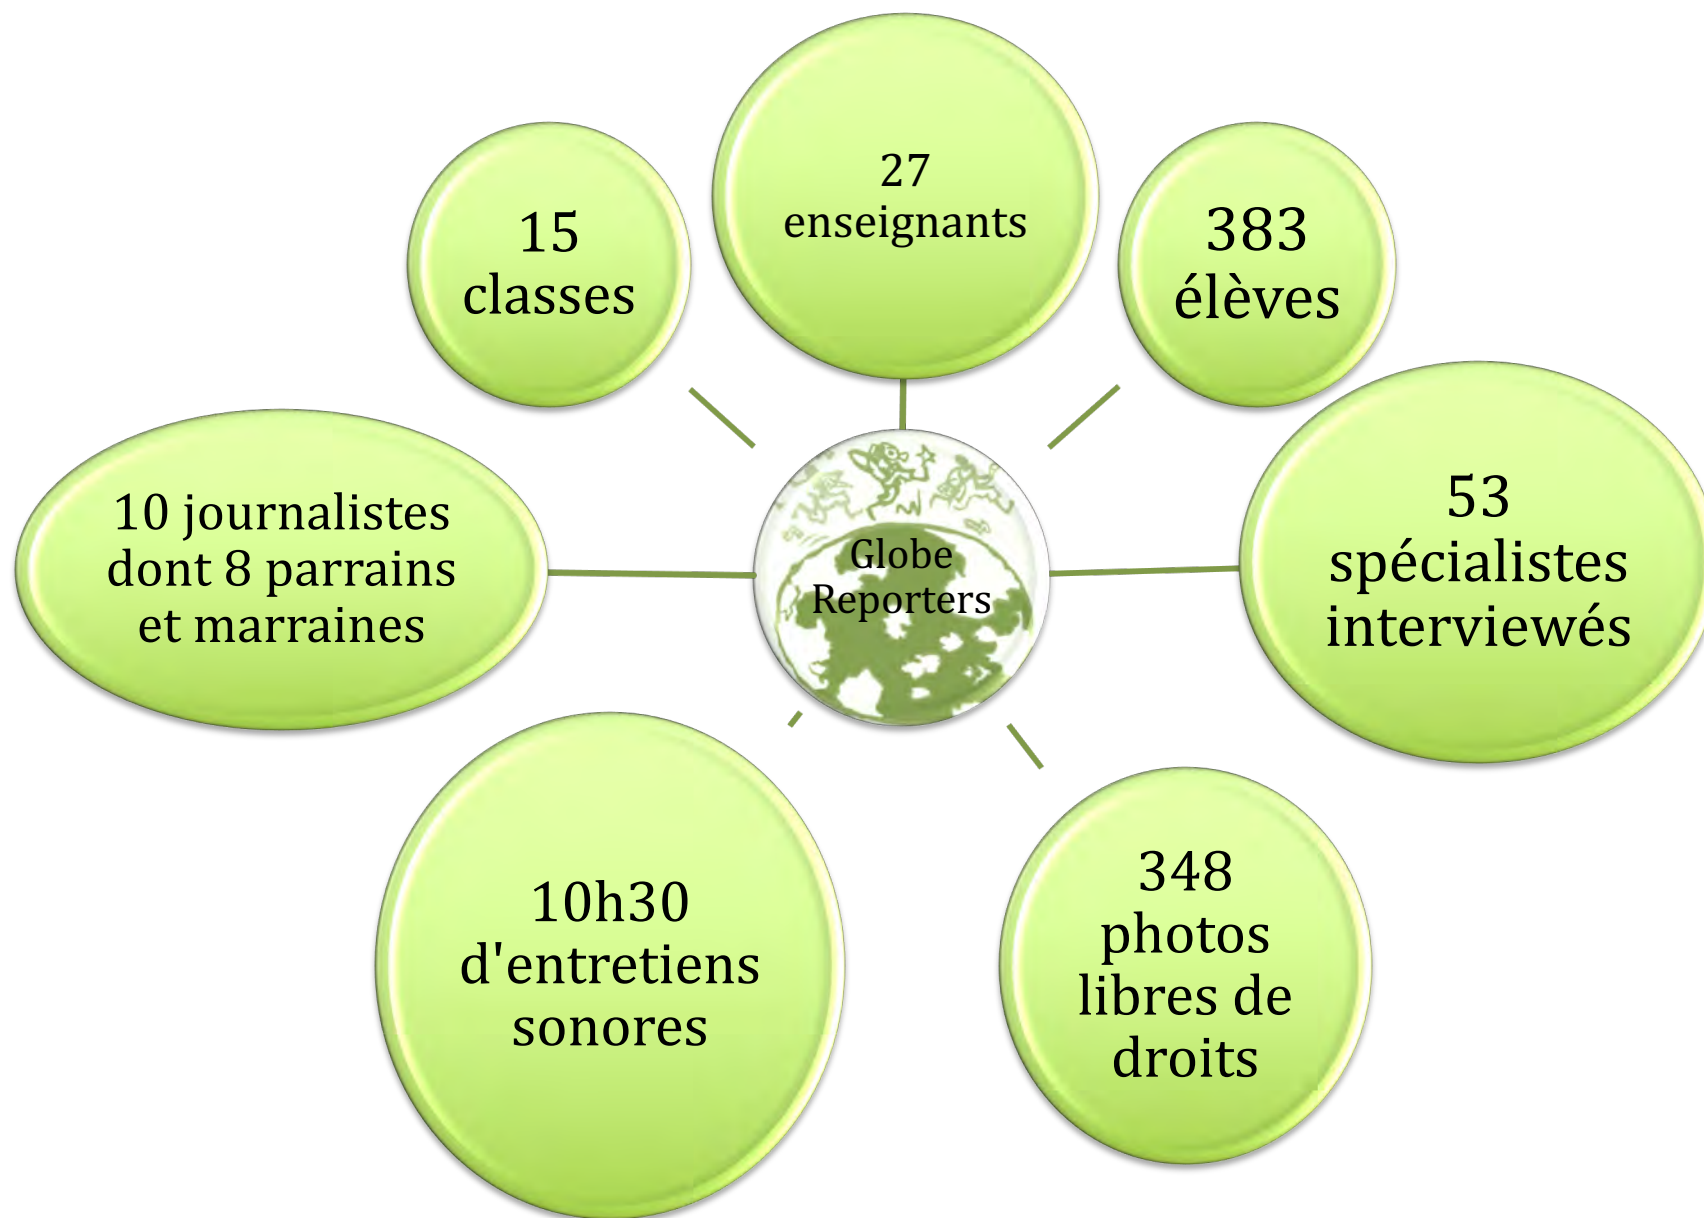 27
enseignants
15
classes
383
élèves
10 journalistes
dont 8 parrains
et marraines
Globe
Reporters
53
spécialistes
interviewés
10h30
d'entretiens
sonores
348
photos
libres de
droits